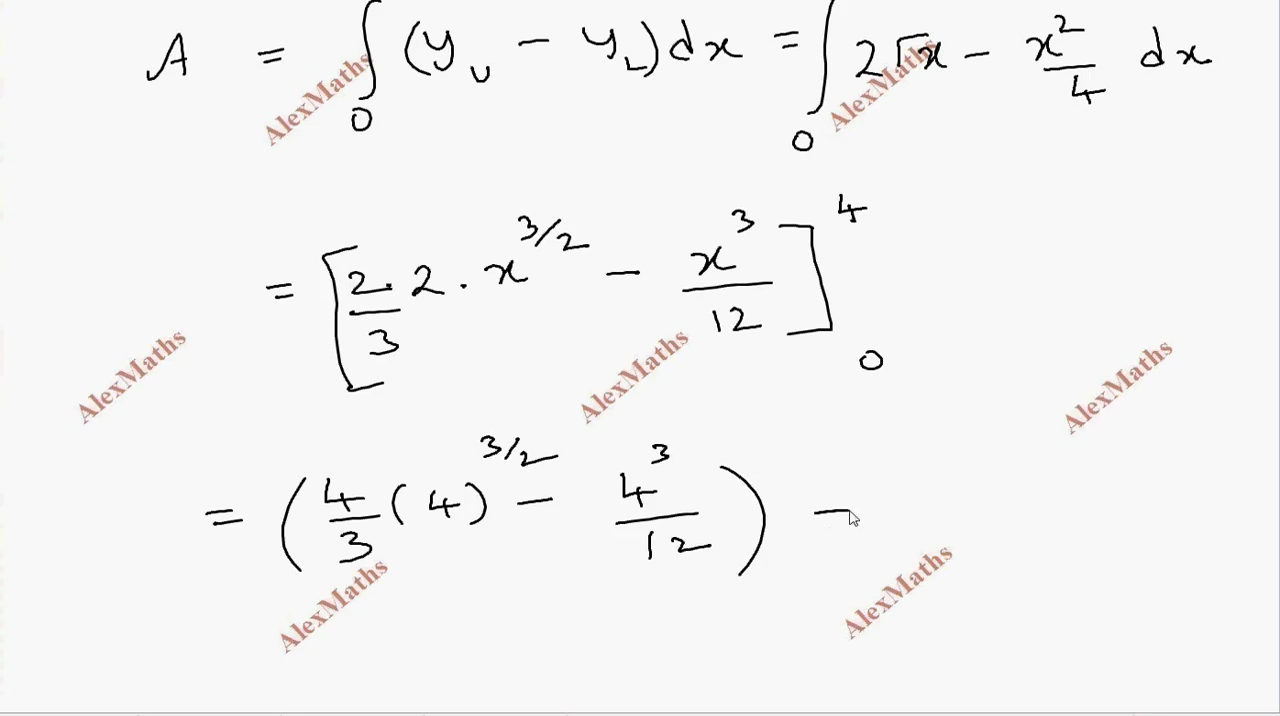 A = ∫₀ (y_U - y_L) dx = ∫₀ 2√x - x²/4 dx
= [2/3 · 2 · x^{3/2} - x³/12]₀⁴
= (4/3 (4)^{3/2} - 4³/12) -
AlexMaths
AlexMaths
AlexMaths
AlexMaths
AlexMaths
AlexMaths
AlexMaths